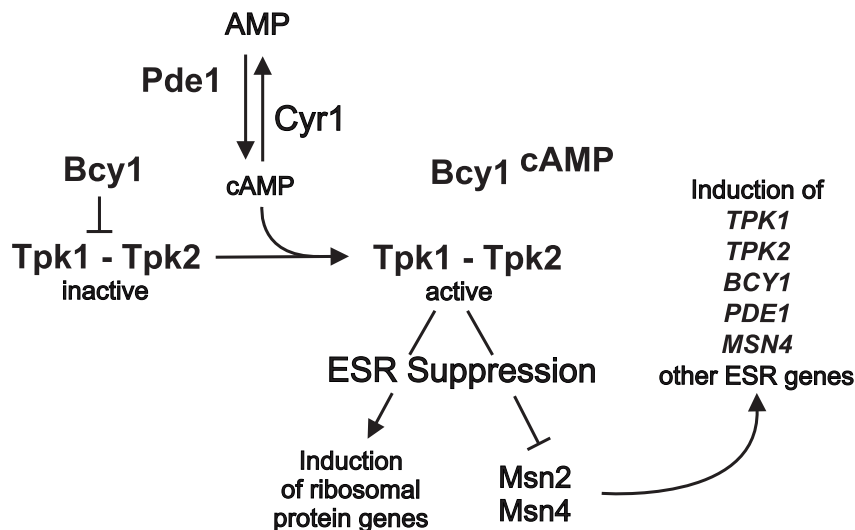 AMP
Pde1
Cyr1
cAMP
Bcy1
Tpk1 - Tpk2
inactive
Bcy1 cAMP
Tpk1 - Tpk2
active
ESR Suppression
Induction
of ribosomal
protein genes
Msn2
Msn4
Induction of
TPK1
TPK2
BCY1
PDE1
MSN4
other ESR genes